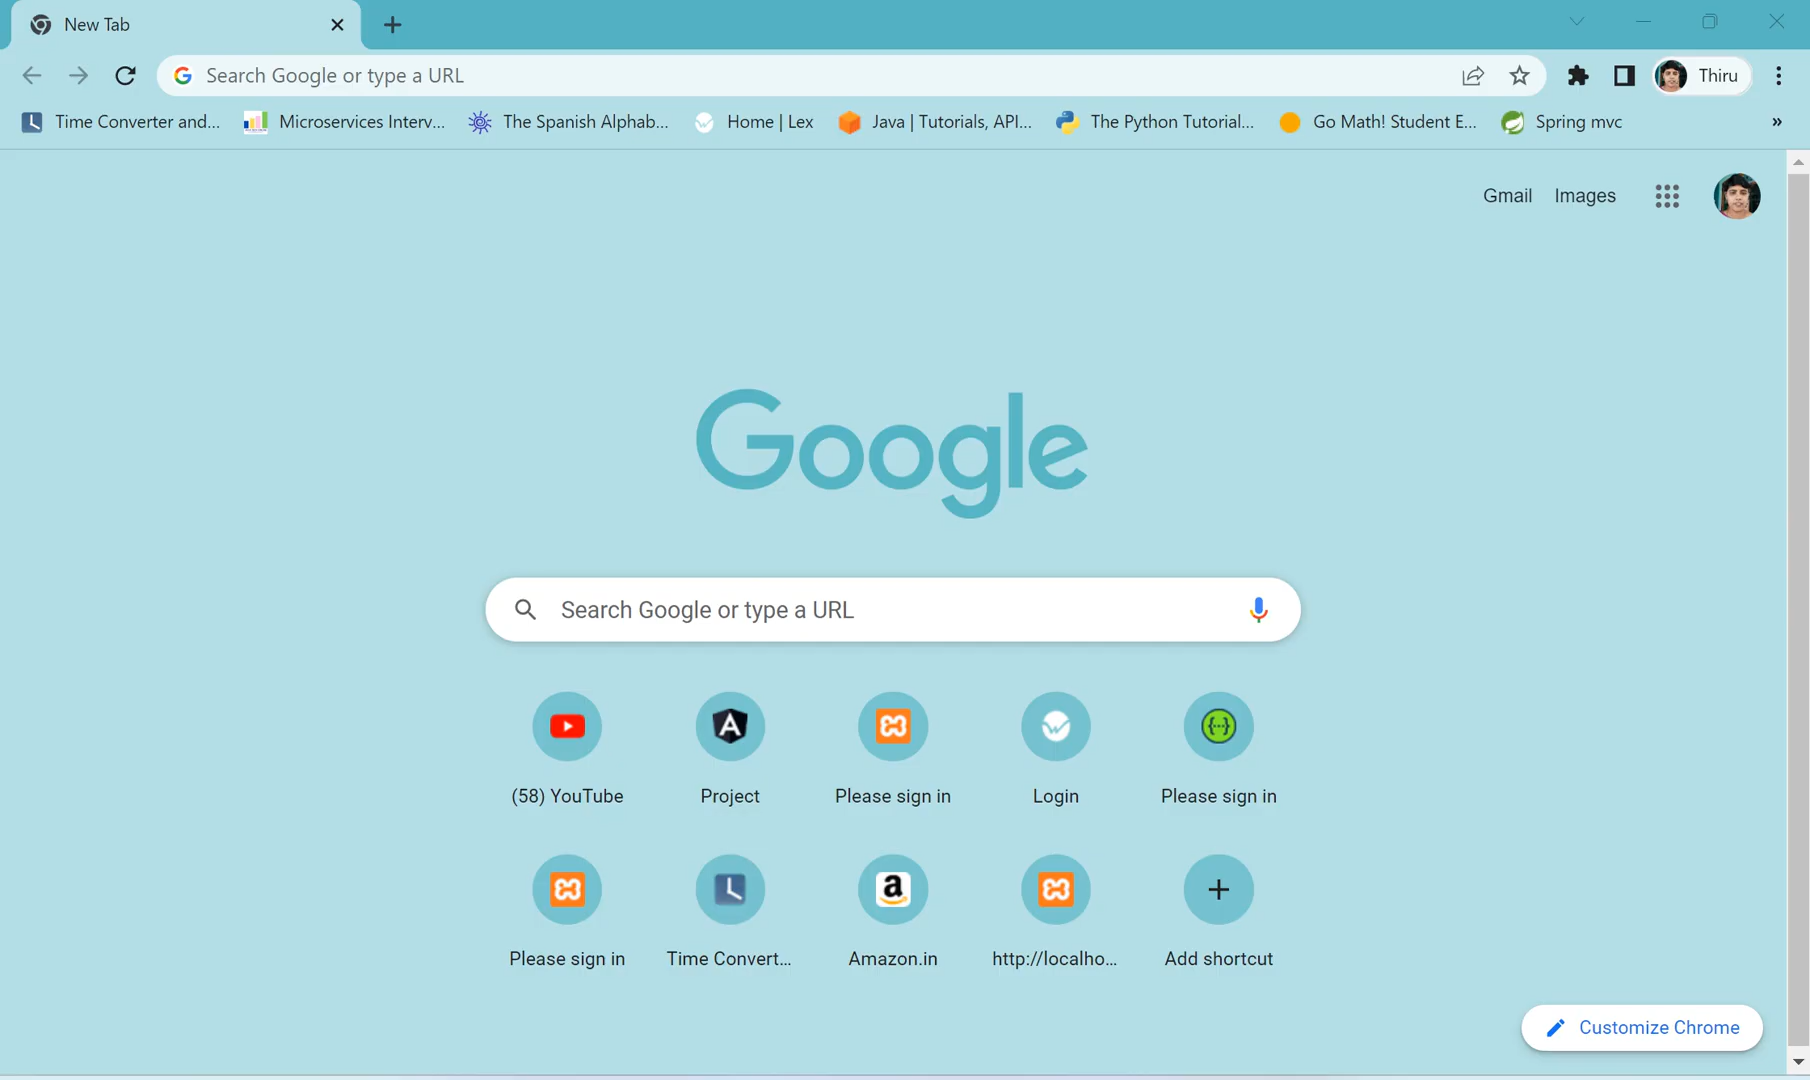 New Tab
Search Google or type a URL
Thiru
Time Converter and...
Microservices Interv...
The Spanish Alphab...
Home | Lex
Java | Tutorials, API...
The Python Tutorial...
Go Math! Student E...
Spring mvc
»
Gmail
Images
Google
Search Google or type a URL
(58) YouTube
Project
Please sign in
Login
Please sign in
Please sign in
Time Convert...
Amazon.in
http://localho...
Add shortcut
Customize Chrome